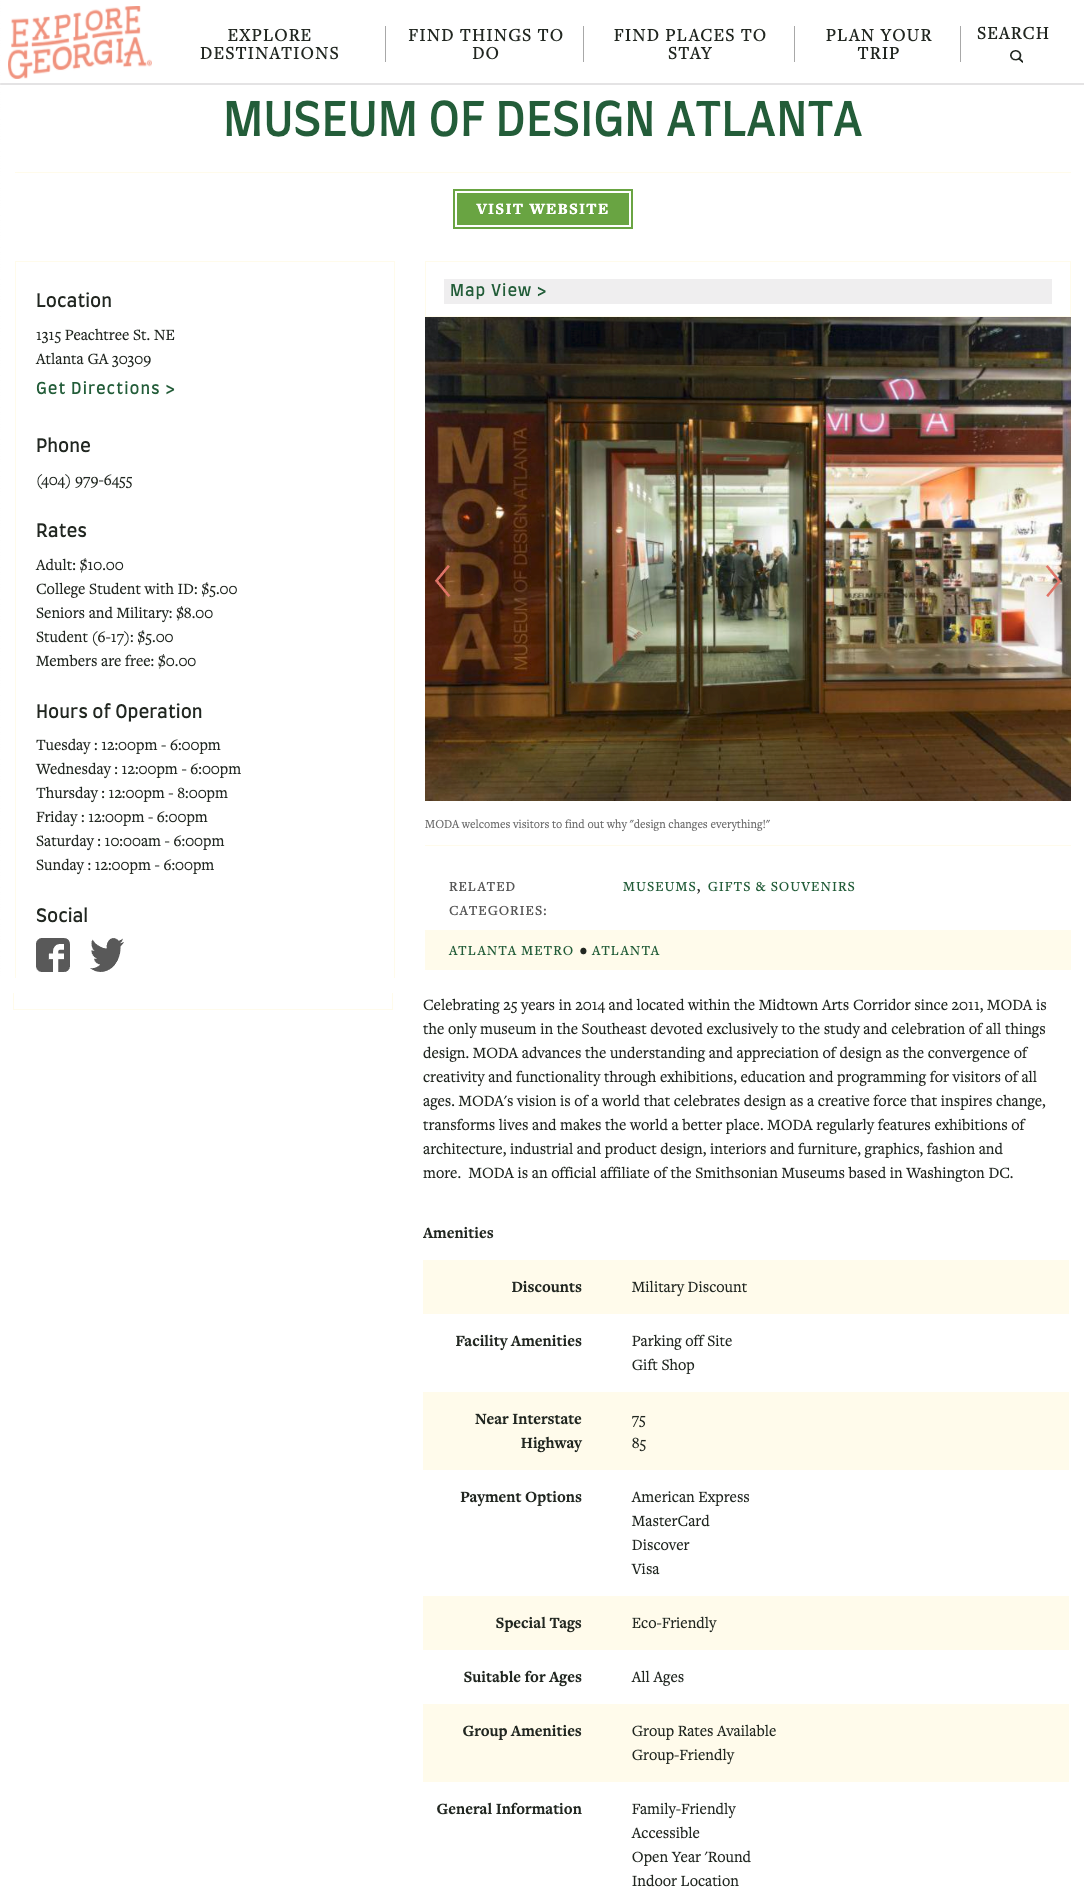 EXPLORE
GEORGIA
EXPLORE
DESTINATIONS
FIND THINGS TO
DO
FIND PLACES TO
STAY
PLAN YOUR
TRIP
SEARCH
MUSEUM OF DESIGN ATLANTA
VISIT WEBSITE
Location
1315 Peachtree St. NE
Atlanta GA 30309
Get Directions >
Phone
(404) 979-6455
Rates
Adult: $10.00
College Student with ID: $5.00
Seniors and Military: $8.00
Student (6-17): $5.00
Members are free: $0.00
Hours of Operation
Tuesday : 12:00pm - 6:00pm
Wednesday : 12:00pm - 6:00pm
Thursday : 12:00pm - 8:00pm
Friday : 12:00pm - 6:00pm
Saturday : 10:00am - 6:00pm
Sunday : 12:00pm - 6:00pm
Social
Map View >
MODA
MUSEUM OF DESIGN ATLANTA
MODA
MODA welcomes visitors to find out why "design changes everything!"
RELATED
CATEGORIES:
MUSEUMS, GIFTS & SOUVENIRS
ATLANTA METRO ● ATLANTA
Celebrating 25 years in 2014 and located within the Midtown Arts Corridor since 2011, MODA is
the only museum in the Southeast devoted exclusively to the study and celebration of all things
design. MODA advances the understanding and appreciation of design as the convergence of
creativity and functionality through exhibitions, education and programming for visitors of all
ages. MODA's vision is of a world that celebrates design as a creative force that inspires change,
transforms lives and makes the world a better place. MODA regularly features exhibitions of
architecture, industrial and product design, interiors and furniture, graphics, fashion and
more.  MODA is an official affiliate of the Smithsonian Museums based in Washington DC.
Amenities
Discounts
Military Discount
Facility Amenities
Parking off Site
Gift Shop
Near Interstate
Highway
75
85
Payment Options
American Express
MasterCard
Discover
Visa
Special Tags
Eco-Friendly
Suitable for Ages
All Ages
Group Amenities
Group Rates Available
Group-Friendly
General Information
Family-Friendly
Accessible
Open Year 'Round
Indoor Location